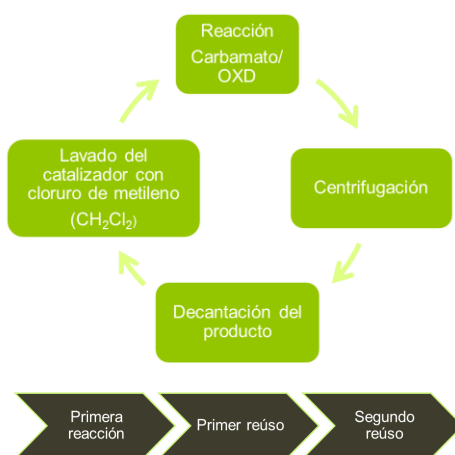 Reacción
Carbamato/
OXD
Lavado del
catalizador con
cloruro de metileno
(CH₂Cl₂)
Centrifugación
Decantación del
producto
Primera
reacción
Primer reúso
Segundo
reúso